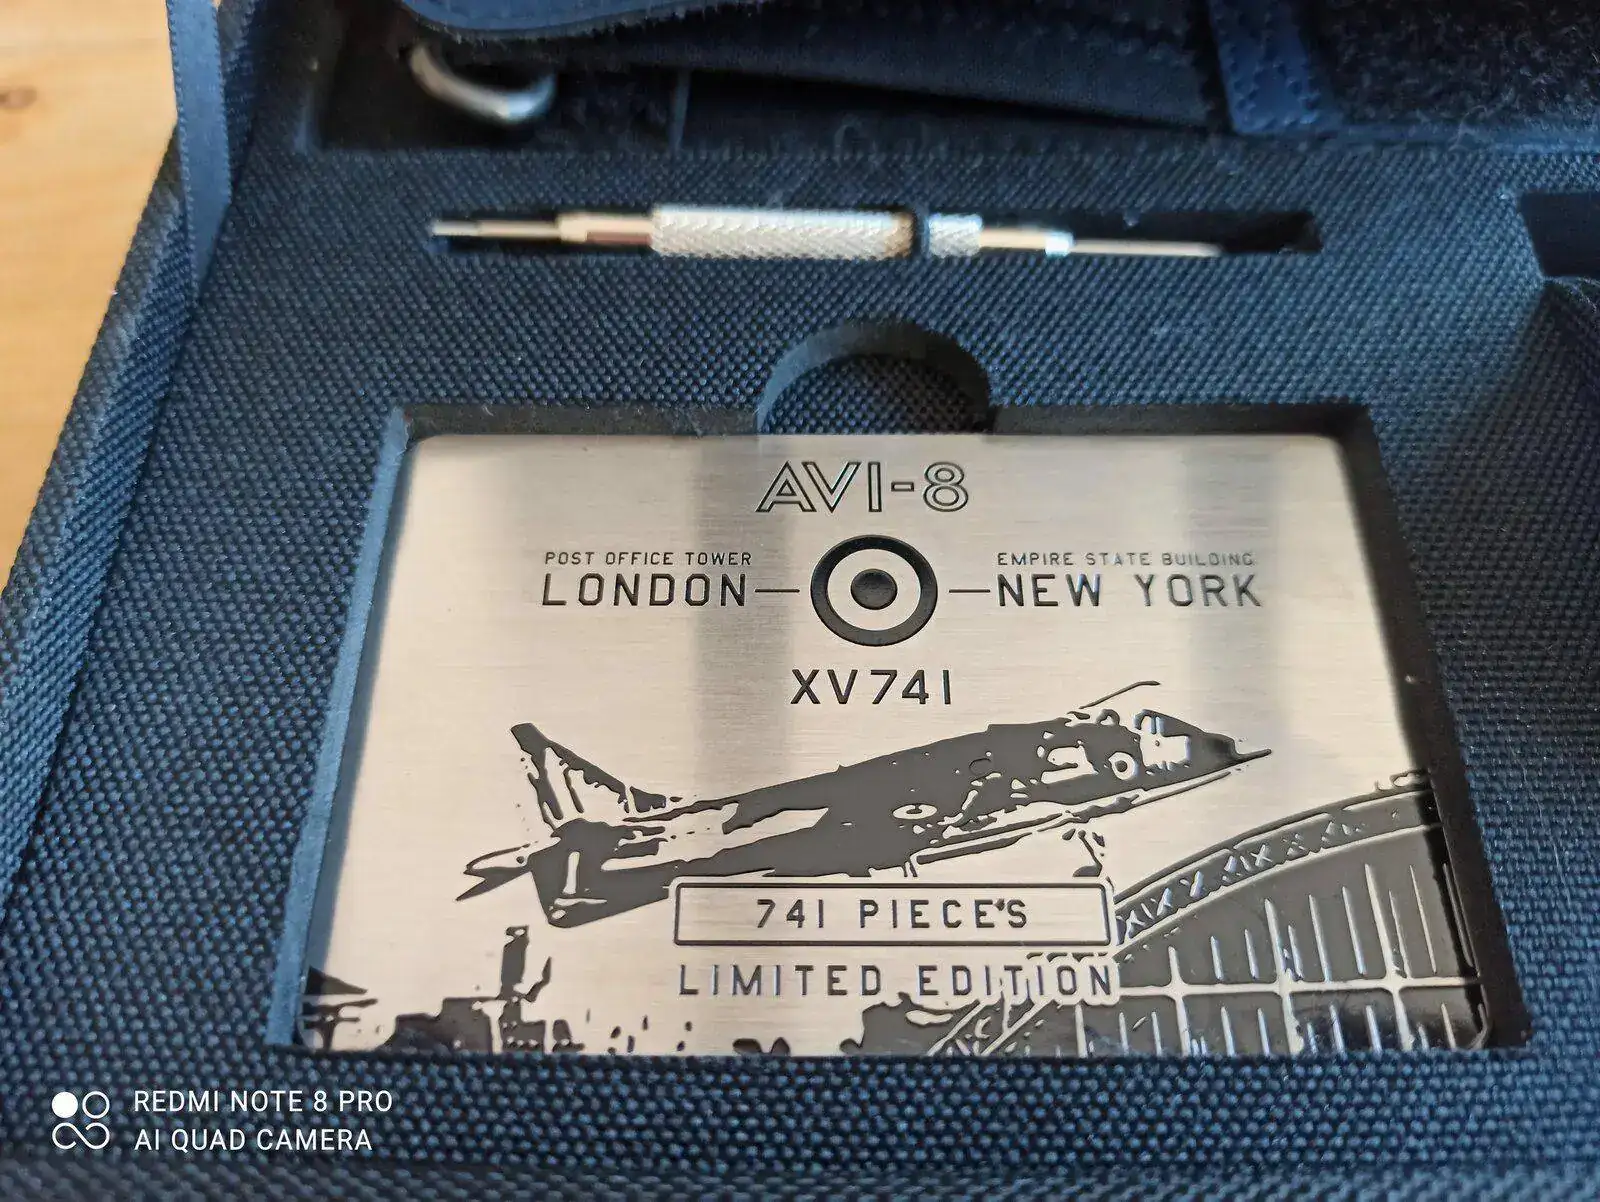 AVI-8
POST OFFICE TOWER
LONDON
EMPIRE STATE BUILDING
NEW YORK
XV741
741 PIECE'S
LIMITED EDITION
REDMI NOTE 8 PRO
AI QUAD CAMERA